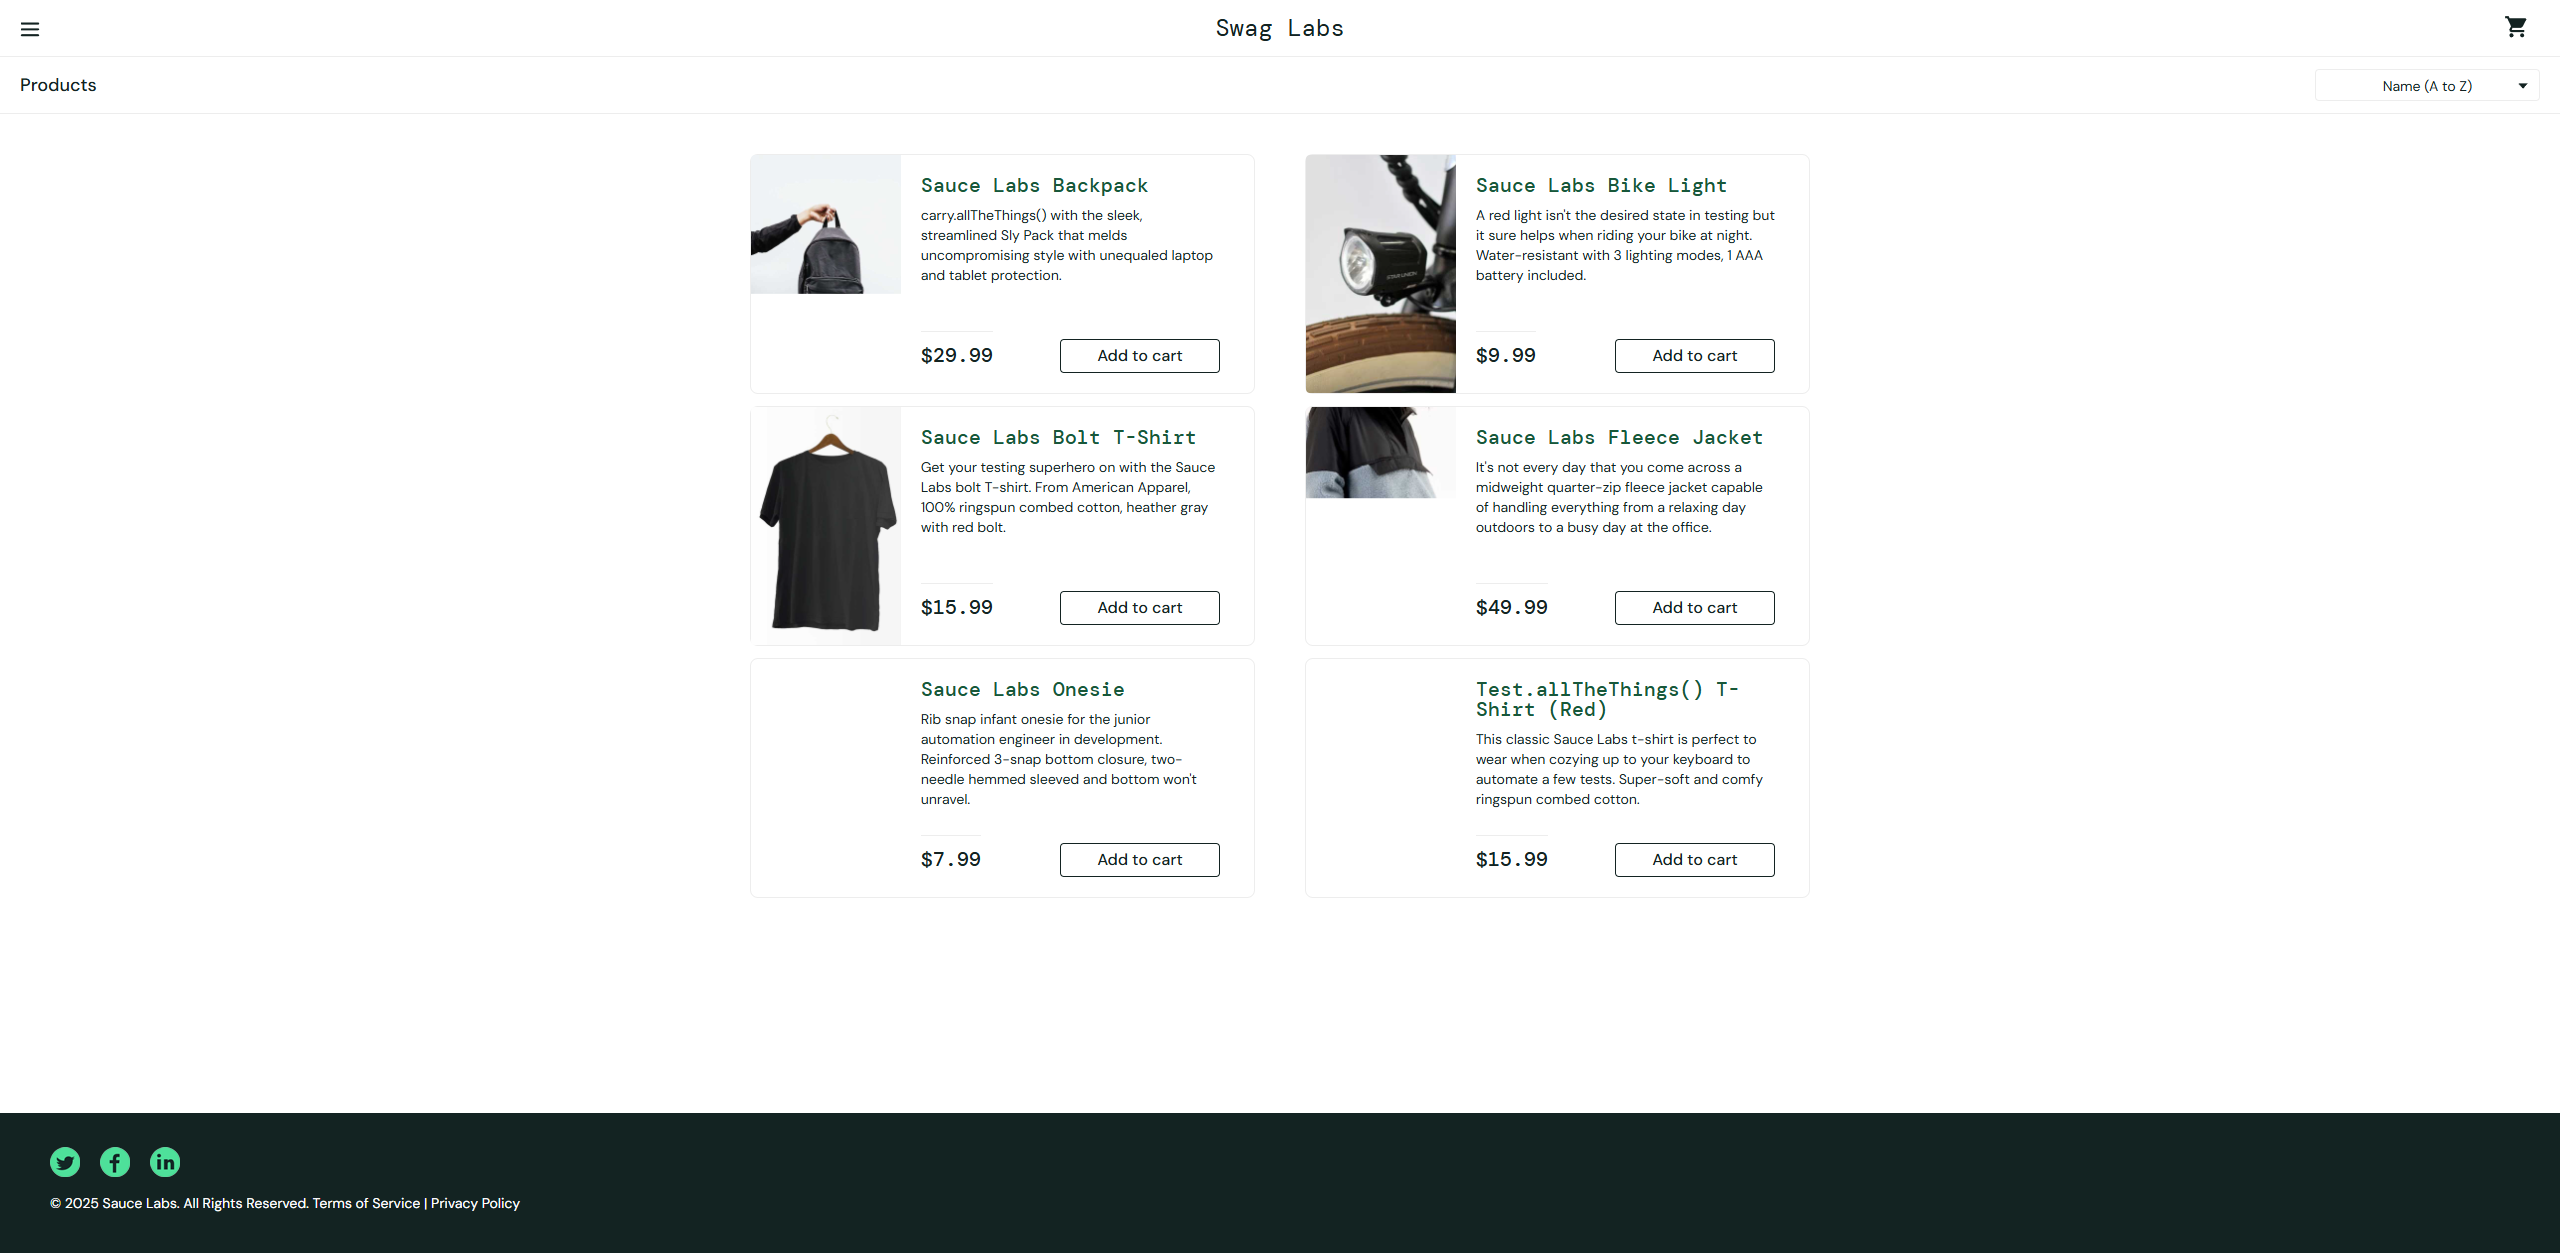 Swag Labs
Products
Name (A to Z)
Sauce Labs Backpack
carry.allTheThings() with the sleek,
streamlined Sly Pack that melds
uncompromising style with unequaled laptop
and tablet protection.
$29.99
Add to cart
Sauce Labs Bike Light
A red light isn't the desired state in testing but
it sure helps when riding your bike at night.
Water-resistant with 3 lighting modes, 1 AAA
battery included.
$9.99
Add to cart
Sauce Labs Bolt T-Shirt
Get your testing superhero on with the Sauce
Labs bolt T-shirt. From American Apparel,
100% ringspun combed cotton, heather gray
with red bolt.
$15.99
Add to cart
Sauce Labs Fleece Jacket
It's not every day that you come across a
midweight quarter-zip fleece jacket capable
of handling everything from a relaxing day
outdoors to a busy day at the office.
$49.99
Add to cart
Sauce Labs Onesie
Rib snap infant onesie for the junior
automation engineer in development.
Reinforced 3-snap bottom closure, two-
needle hemmed sleeved and bottom won't
unravel.
$7.99
Add to cart
Test.allTheThings() T-
Shirt (Red)
This classic Sauce Labs t-shirt is perfect to
wear when cozying up to your keyboard to
automate a few tests. Super-soft and comfy
ringspun combed cotton.
$15.99
Add to cart
© 2025 Sauce Labs. All Rights Reserved. Terms of Service | Privacy Policy